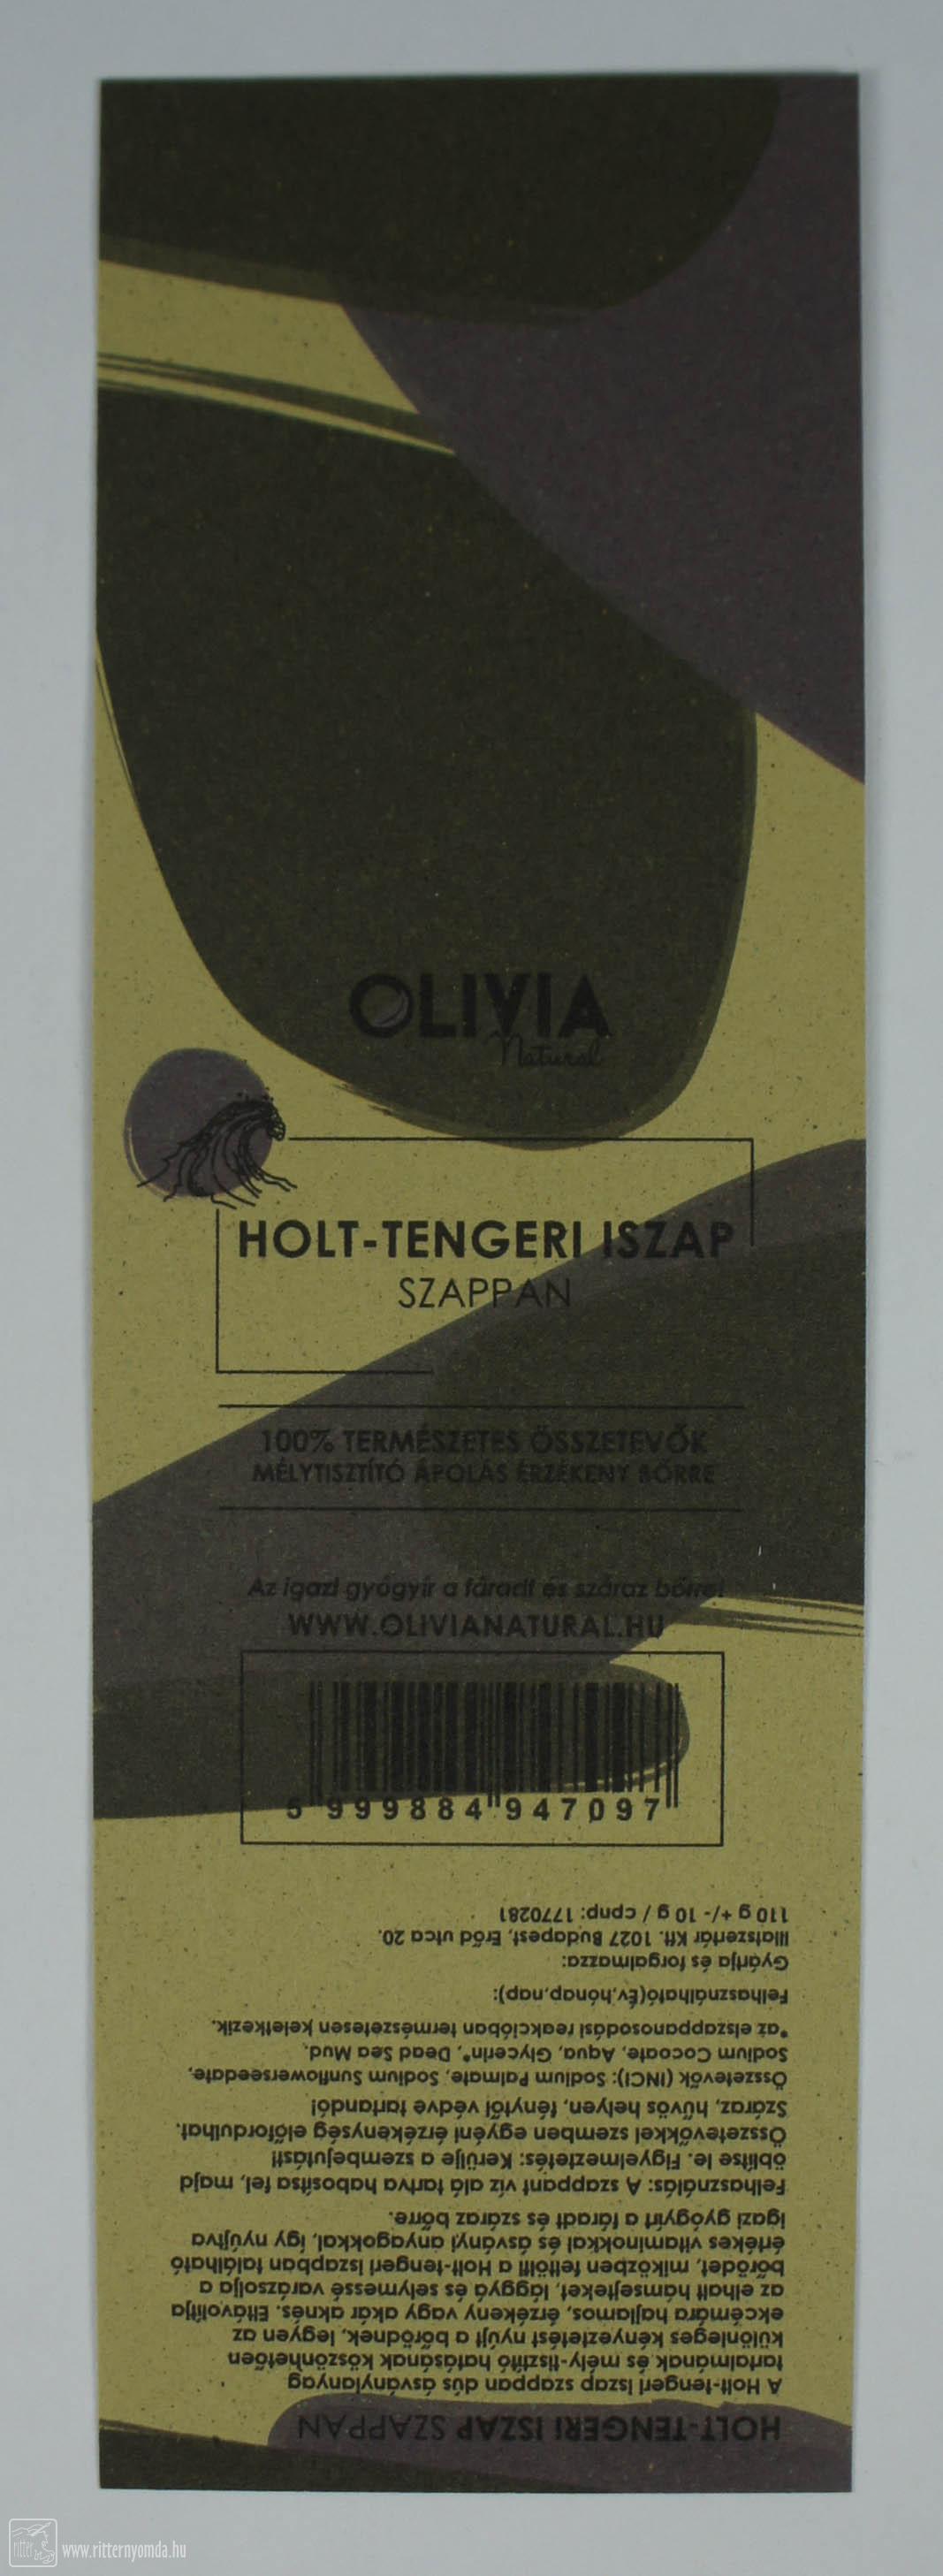 OLIVIA
Natural
HOLT-TENGERI ISZAP
SZAPPAN
100% TERMÉSZETES ÖSSZETEVŐK
MÉLYTISZTÍTÓ ÁPOLÁS ÉRZÉKENY BŐRRE
Az igazi gyógyír a fáradt és száraz bőrre!
WWW.OLIVIANATURAL.HU
5 999884 947097
HOLT-TENGERI ISZAP SZAPPAN
A Holt-tengeri iszap szappan dús ásványianyag
tartalmának és mély-tisztító hatásának köszönhetően
különleges kényeztetést nyújt a bőrödnek, legyen az
ekcémára hajlamos, érzékeny vagy akár aknés. Eltávolítja
az elhalt hámsejteket, lággyá és selymessé varázsolja a
bőrödet, miközben feltölti a Holt-tengeri iszapban található
értékes vitaminokkal és ásványi anyagokkal, így nyújtva
igazi gyógyírt a fáradt és száraz bőrre.
Felhasználás: A szappant víz alá tartva habosítsa fel, majd
öblítse le. Figyelmeztetés: Kerülje a szembejutást!
Összetevőkkel szemben egyéni érzékenység előfordulhat.
Száraz, hűvös helyen, fénytől védve tartandó!
Összetevők (INCI): Sodium Palmate, Sodium Sunflowerseedate,
Sodium Cocoate, Aqua, Glycerin*, Dead Sea Mud.
*az elszappanosodási reakcióban természetesen keletkezik.
Felhasználható(Év,hónap,nap):
Gyártja és forgalmazza:
Illatszertár Kft. 1027 Budapest, Erőd utca 20.
110 g +/- 10 g / cpnp: 1770281
ritter
www.ritternyomda.hu